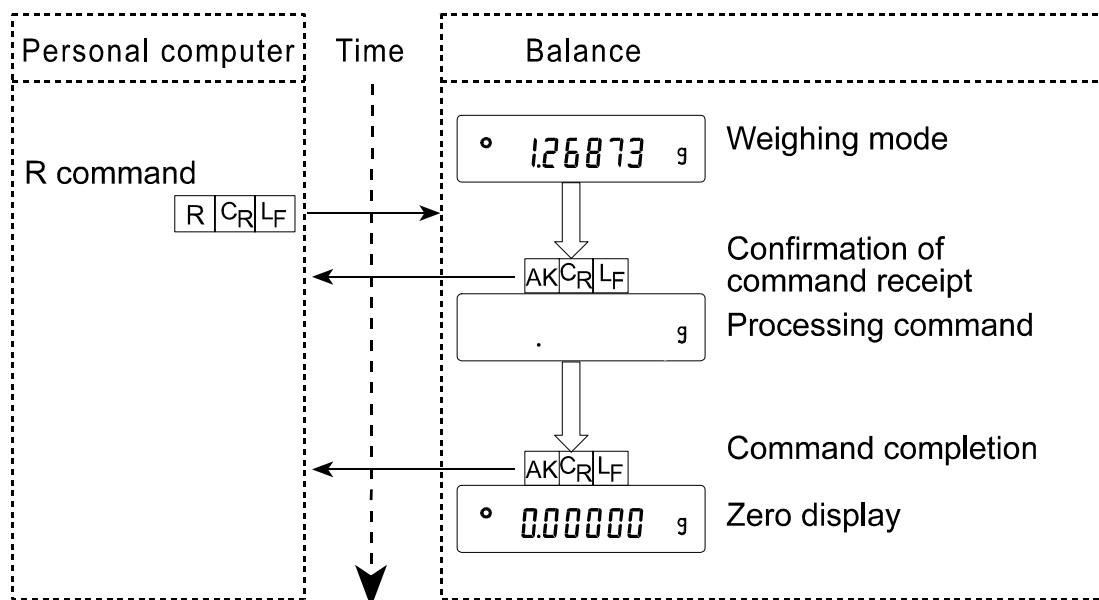 Personal computer
Time
Balance
1.26873 g
Weighing mode
R command
R CR LF
Confirmation of
command receipt
AK CR LF
. g
Processing command
Command completion
AK CR LF
0.00000 g
Zero display